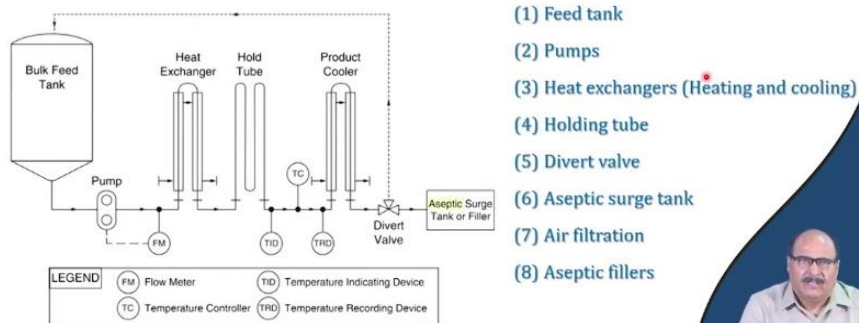 Bulk Feed
Tank
Heat
Exchanger
Hold
Tube
Product
Cooler
Pump
TC
FM
TID
TRD
Divert
Valve
Aseptic Surge
Tank or Filler
LEGEND
FM Flow Meter
TID Temperature Indicating Device
TC Temperature Controller
TRD Temperature Recording Device
(1) Feed tank
(2) Pumps
(3) Heat exchangers (Heating and cooling)
(4) Holding tube
(5) Divert valve
(6) Aseptic surge tank
(7) Air filtration
(8) Aseptic fillers